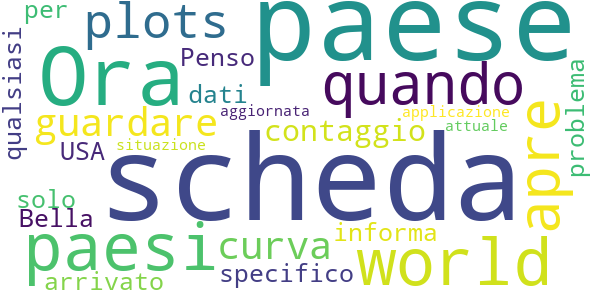 per
plots
paese
qualsiasi
Ora
Penso
quando
problema
dati
aggiornata
applicazione
apre
guardare
contaggio
attuale
USA
situazione
scheda
solo
Bella
paesi
curva
informa
world
arrivato
specifico